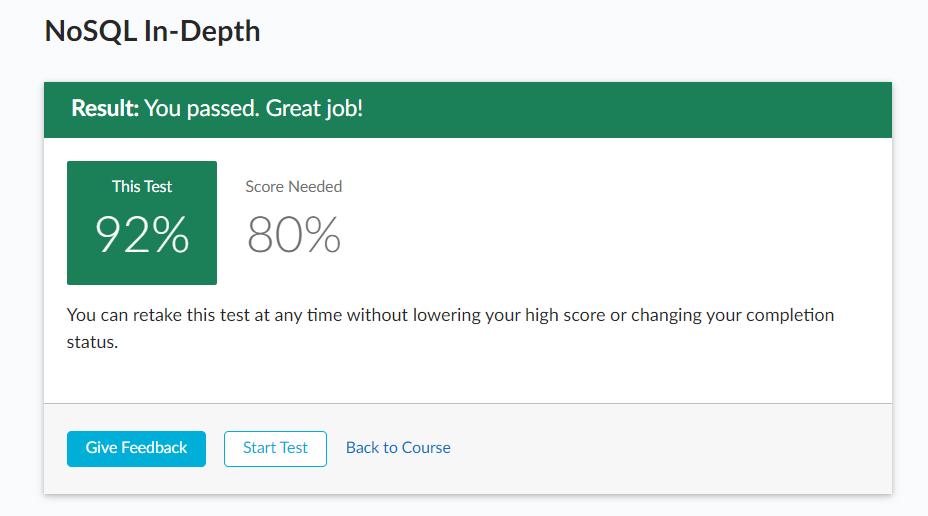 NoSQL In-Depth
Result: You passed. Great job!
This Test
92%
Score Needed
80%
You can retake this test at any time without lowering your high score or changing your completion
status.
Give Feedback
Start Test
Back to Course